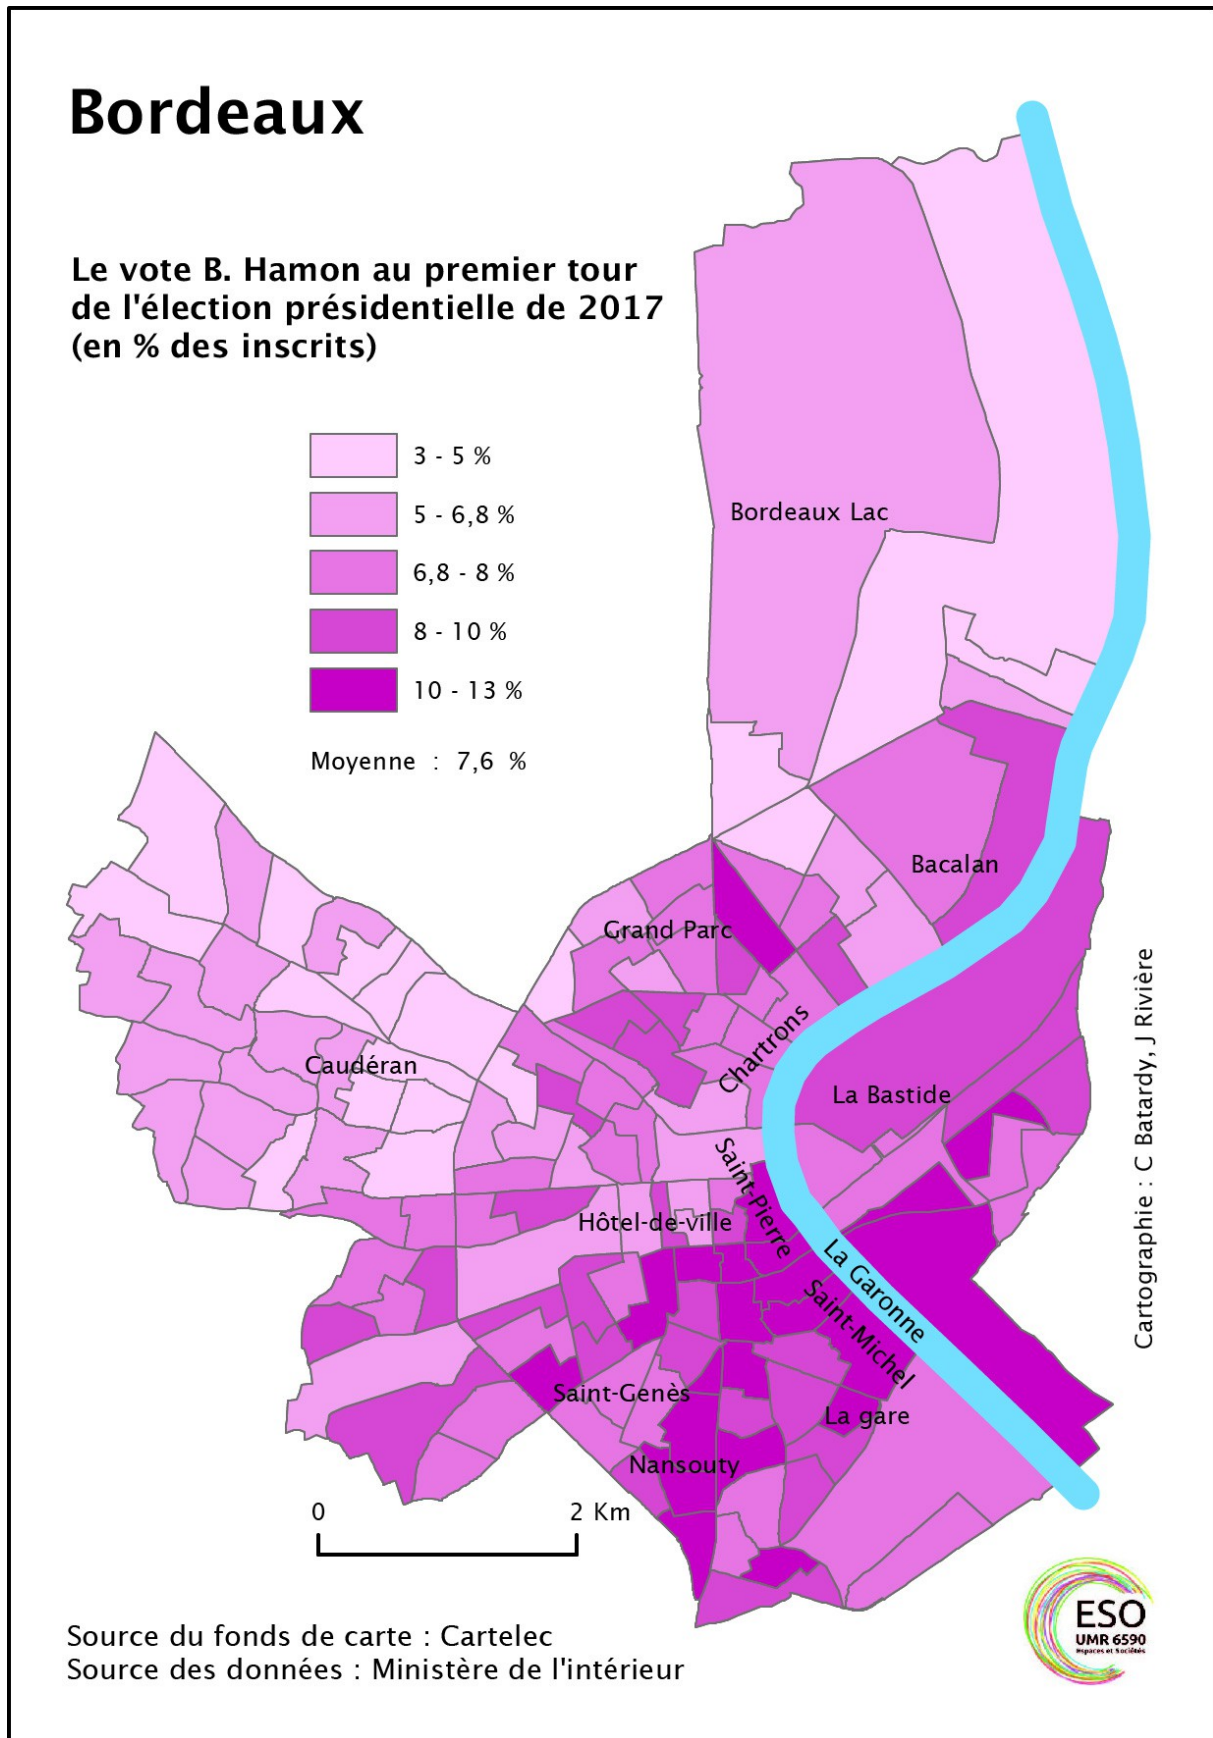 Bordeaux
Le vote B. Hamon au premier tour
de l'élection présidentielle de 2017
(en % des inscrits)
3 - 5 %
5 - 6,8 %
6,8 - 8 %
8 - 10 %
10 - 13 %
Moyenne : 7,6 %
Bordeaux Lac
Bacalan
Grand Parc
Chartrons
Caudéran
La Bastide
Saint-Pierre
Hôtel-de-ville
La Garonne
Saint-Michel
Saint-Genès
La gare
Nansouty
0
2 Km
Cartographie : C Batardy, J Rivière
Source du fonds de carte : Cartelec
Source des données : Ministère de l'intérieur
ESO
UMR 6590
Espaces et Sociétés